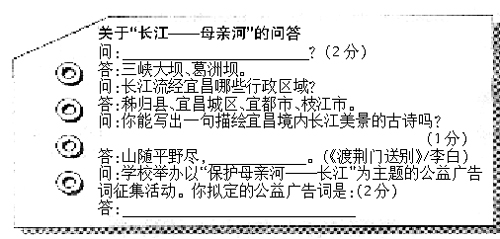 关于“长江——母亲河”的问答
问：____________________？（2分）
答：三峡大坝、葛洲坝。
问：长江流经宜昌哪些行政区域？
答：秭归县、宜昌城区、宜都市、枝江市。
问：你能写出一句描绘宜昌境内长江美景的古诗吗？
（1分）
答：山随平野尽，__________。（《渡荆门送别》/李白）
问：学校举办以“保护母亲河——长江”为主题的公益广告
词征集活动。你拟定的公益广告词是：（2分）
答：____________________